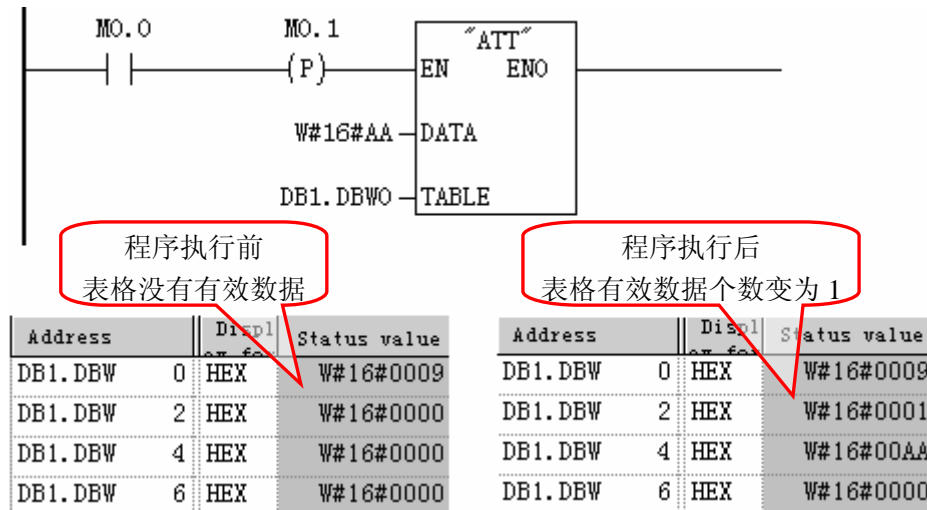 M0.0 M0.1 "ATT"
(P) EN ENO
W#16#AA DATA
DB1.DBW0 TABLE
程序执行前
表格没有有效数据
程序执行后
表格有效数据个数变为 1
Address Displ Status value
DB1.DBW 0 HEX W#16#0009
DB1.DBW 2 HEX W#16#0000
DB1.DBW 4 HEX W#16#0000
DB1.DBW 6 HEX W#16#0000
Address Displ Status value
DB1.DBW 0 HEX W#16#0009
DB1.DBW 2 HEX W#16#0001
DB1.DBW 4 HEX W#16#00AA
DB1.DBW 6 HEX W#16#0000